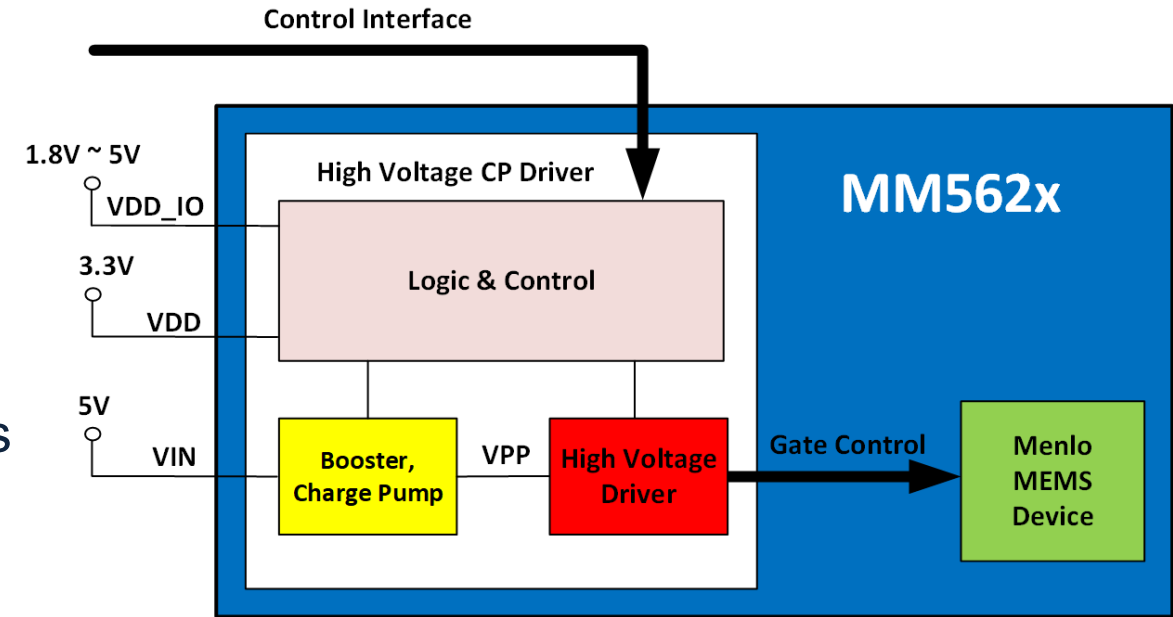 Control Interface
1.8V ~ 5V
VDD_IO
High Voltage CP Driver
MM562x
3.3V
VDD
Logic & Control
5V
s
VIN
Booster,
Charge Pump
VPP
High Voltage
Driver
Gate Control
Menlo
MEMS
Device